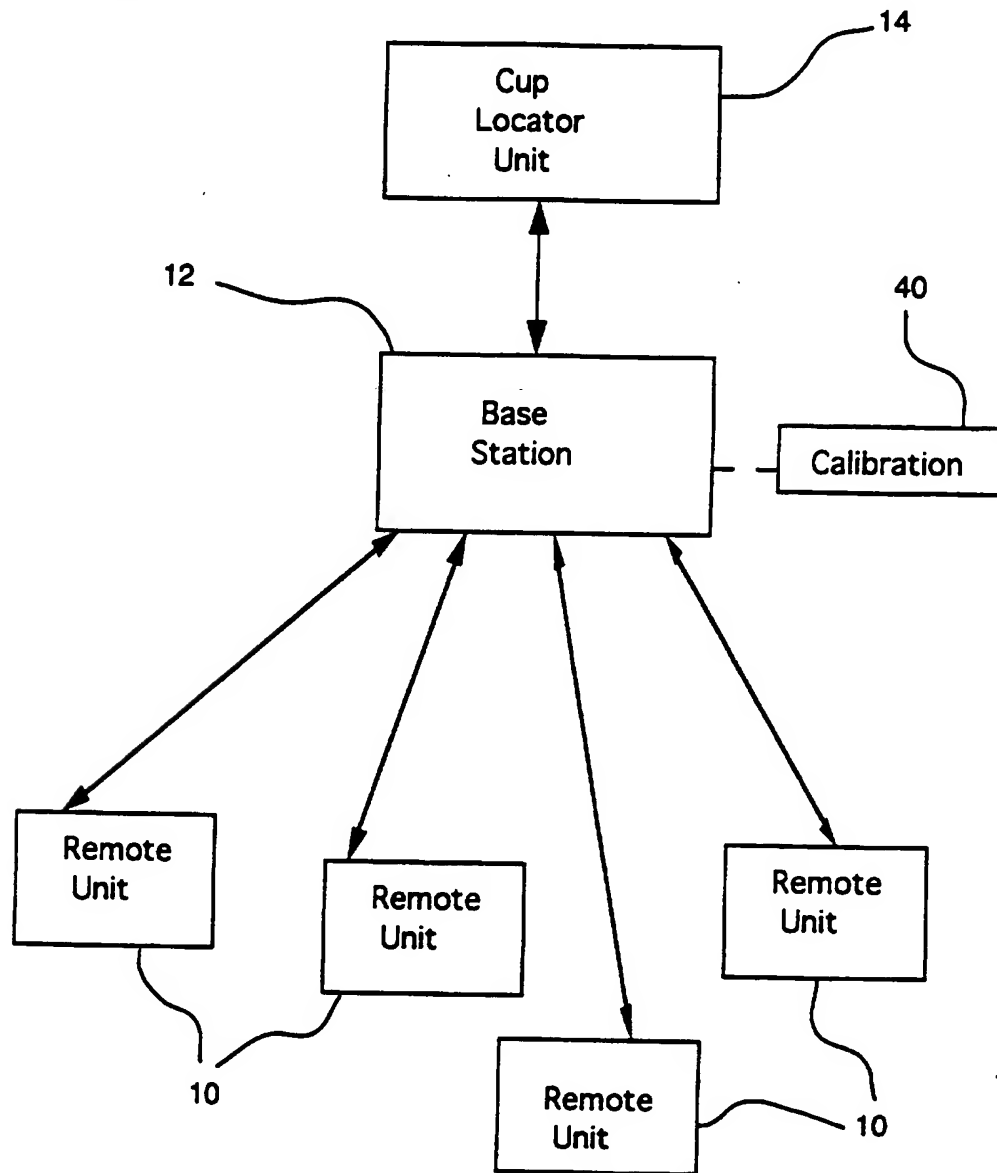 14
Cup
Locator
Unit
12
40
Base
Station
Calibration
Remote
Unit
Remote
Unit
Remote
Unit
10
10
Remote
Unit